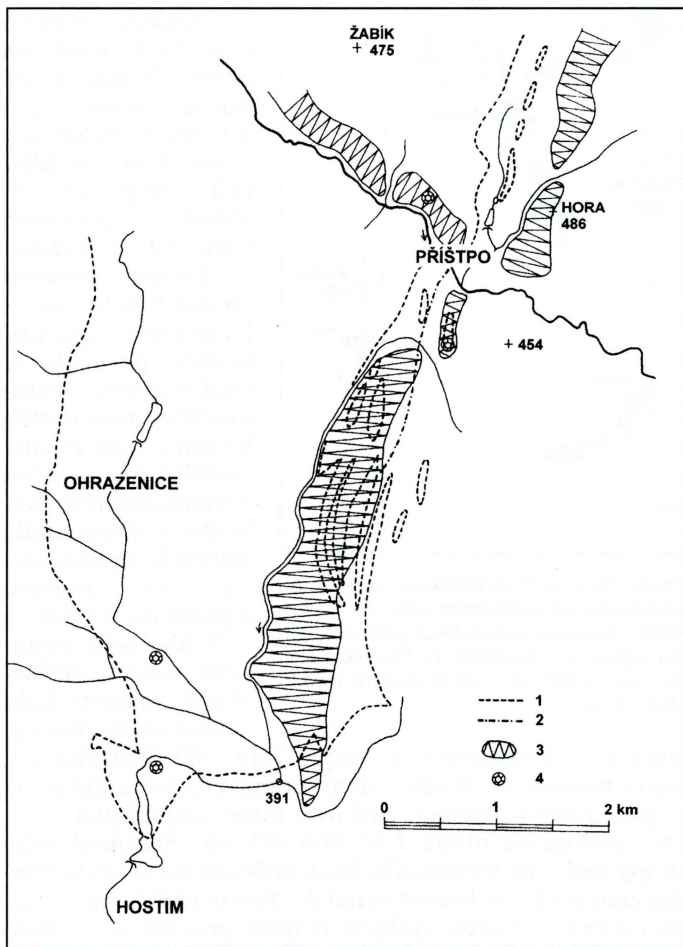 ŽABÍK
+ 475
HORA
486
PŘÍŠTPO
+ 454
OHRAZENICE
1
2
3
4
391
0 1 2 km
HOSTIM